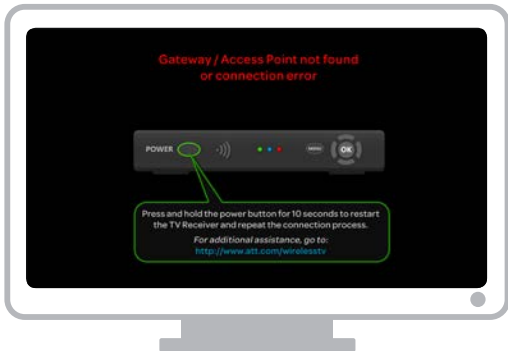 Gateway / Access Point not found
or connection error
POWER
MENU
OK
Press and hold the power button for 10 seconds to restart
the TV Receiver and repeat the connection process.
For additional assistance, go to:
http://www.att.com/wirelesstv